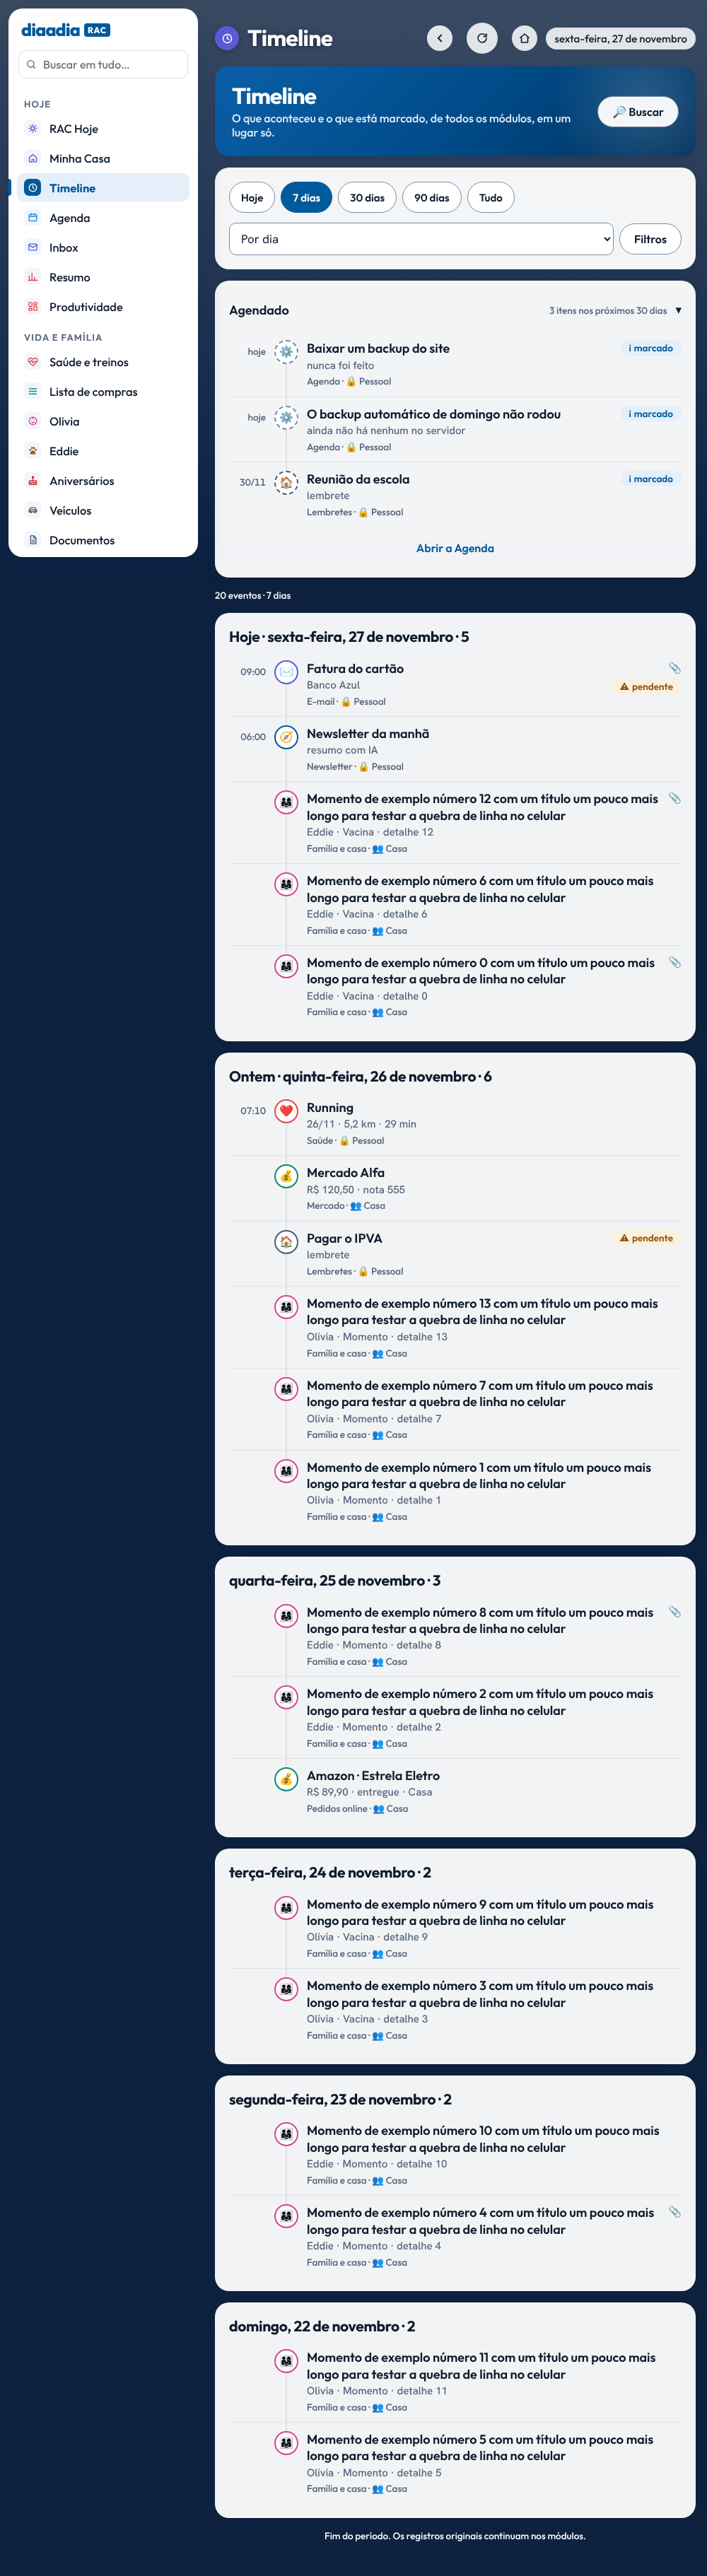 diaadia RAC
Buscar em tudo...
HOJE
RAC Hoje
Minha Casa
Timeline
Agenda
Inbox
Resumo
Produtividade
VIDA E FAMÍLIA
Saúde e treinos
Lista de compras
Olivia
Eddie
Aniversários
Veículos
Documentos
Timeline
sexta-feira, 27 de novembro
Timeline
O que aconteceu e o que está marcado, de todos os módulos, em um
lugar só.
🔎 Buscar
Hoje
7 dias
30 dias
90 dias
Tudo
Por dia
Filtros
Agendado
3 itens nos próximos 30 dias ▾
hoje
Baixar um backup do site
i marcado
nunca foi feito
Agenda · 🔒 Pessoal
hoje
O backup automático de domingo não rodou
i marcado
ainda não há nenhum no servidor
Agenda · 🔒 Pessoal
30/11
Reunião da escola
i marcado
lembrete
Lembretes · 🔒 Pessoal
Abrir a Agenda
20 eventos · 7 dias
Hoje · sexta-feira, 27 de novembro · 5
09:00
Fatura do cartão
Banco Azul
⚠ pendente
E-mail · 🔒 Pessoal
06:00
Newsletter da manhã
resumo com IA
Newsletter · 🔒 Pessoal
Momento de exemplo número 12 com um título um pouco mais
longo para testar a quebra de linha no celular
Eddie · Vacina · detalhe 12
Família e casa · 👥 Casa
Momento de exemplo número 6 com um título um pouco mais
longo para testar a quebra de linha no celular
Eddie · Vacina · detalhe 6
Família e casa · 👥 Casa
Momento de exemplo número 0 com um título um pouco mais
longo para testar a quebra de linha no celular
Eddie · Vacina · detalhe 0
Família e casa · 👥 Casa
Ontem · quinta-feira, 26 de novembro · 6
07:10
Running
26/11 · 5,2 km · 29 min
Saúde · 🔒 Pessoal
Mercado Alfa
R$ 120,50 · nota 555
Mercado · 👥 Casa
Pagar o IPVA
⚠ pendente
lembrete
Lembretes · 🔒 Pessoal
Momento de exemplo número 13 com um título um pouco mais
longo para testar a quebra de linha no celular
Olivia · Momento · detalhe 13
Família e casa · 👥 Casa
Momento de exemplo número 7 com um título um pouco mais
longo para testar a quebra de linha no celular
Olivia · Momento · detalhe 7
Família e casa · 👥 Casa
Momento de exemplo número 1 com um título um pouco mais
longo para testar a quebra de linha no celular
Olivia · Momento · detalhe 1
Família e casa · 👥 Casa
quarta-feira, 25 de novembro · 3
Momento de exemplo número 8 com um título um pouco mais
longo para testar a quebra de linha no celular
Eddie · Momento · detalhe 8
Família e casa · 👥 Casa
Momento de exemplo número 2 com um título um pouco mais
longo para testar a quebra de linha no celular
Eddie · Momento · detalhe 2
Família e casa · 👥 Casa
Amazon · Estrela Eletro
R$ 89,90 · entregue · Casa
Pedidos online · 👥 Casa
terça-feira, 24 de novembro · 2
Momento de exemplo número 9 com um título um pouco mais
longo para testar a quebra de linha no celular
Olivia · Vacina · detalhe 9
Família e casa · 👥 Casa
Momento de exemplo número 3 com um título um pouco mais
longo para testar a quebra de linha no celular
Olivia · Vacina · detalhe 3
Família e casa · 👥 Casa
segunda-feira, 23 de novembro · 2
Momento de exemplo número 10 com um título um pouco mais
longo para testar a quebra de linha no celular
Eddie · Momento · detalhe 10
Família e casa · 👥 Casa
Momento de exemplo número 4 com um título um pouco mais
longo para testar a quebra de linha no celular
Eddie · Momento · detalhe 4
Família e casa · 👥 Casa
domingo, 22 de novembro · 2
Momento de exemplo número 11 com um título um pouco mais
longo para testar a quebra de linha no celular
Olivia · Momento · detalhe 11
Família e casa · 👥 Casa
Momento de exemplo número 5 com um título um pouco mais
longo para testar a quebra de linha no celular
Olivia · Momento · detalhe 5
Família e casa · 👥 Casa
Fim do período. Os registros originais continuam nos módulos.